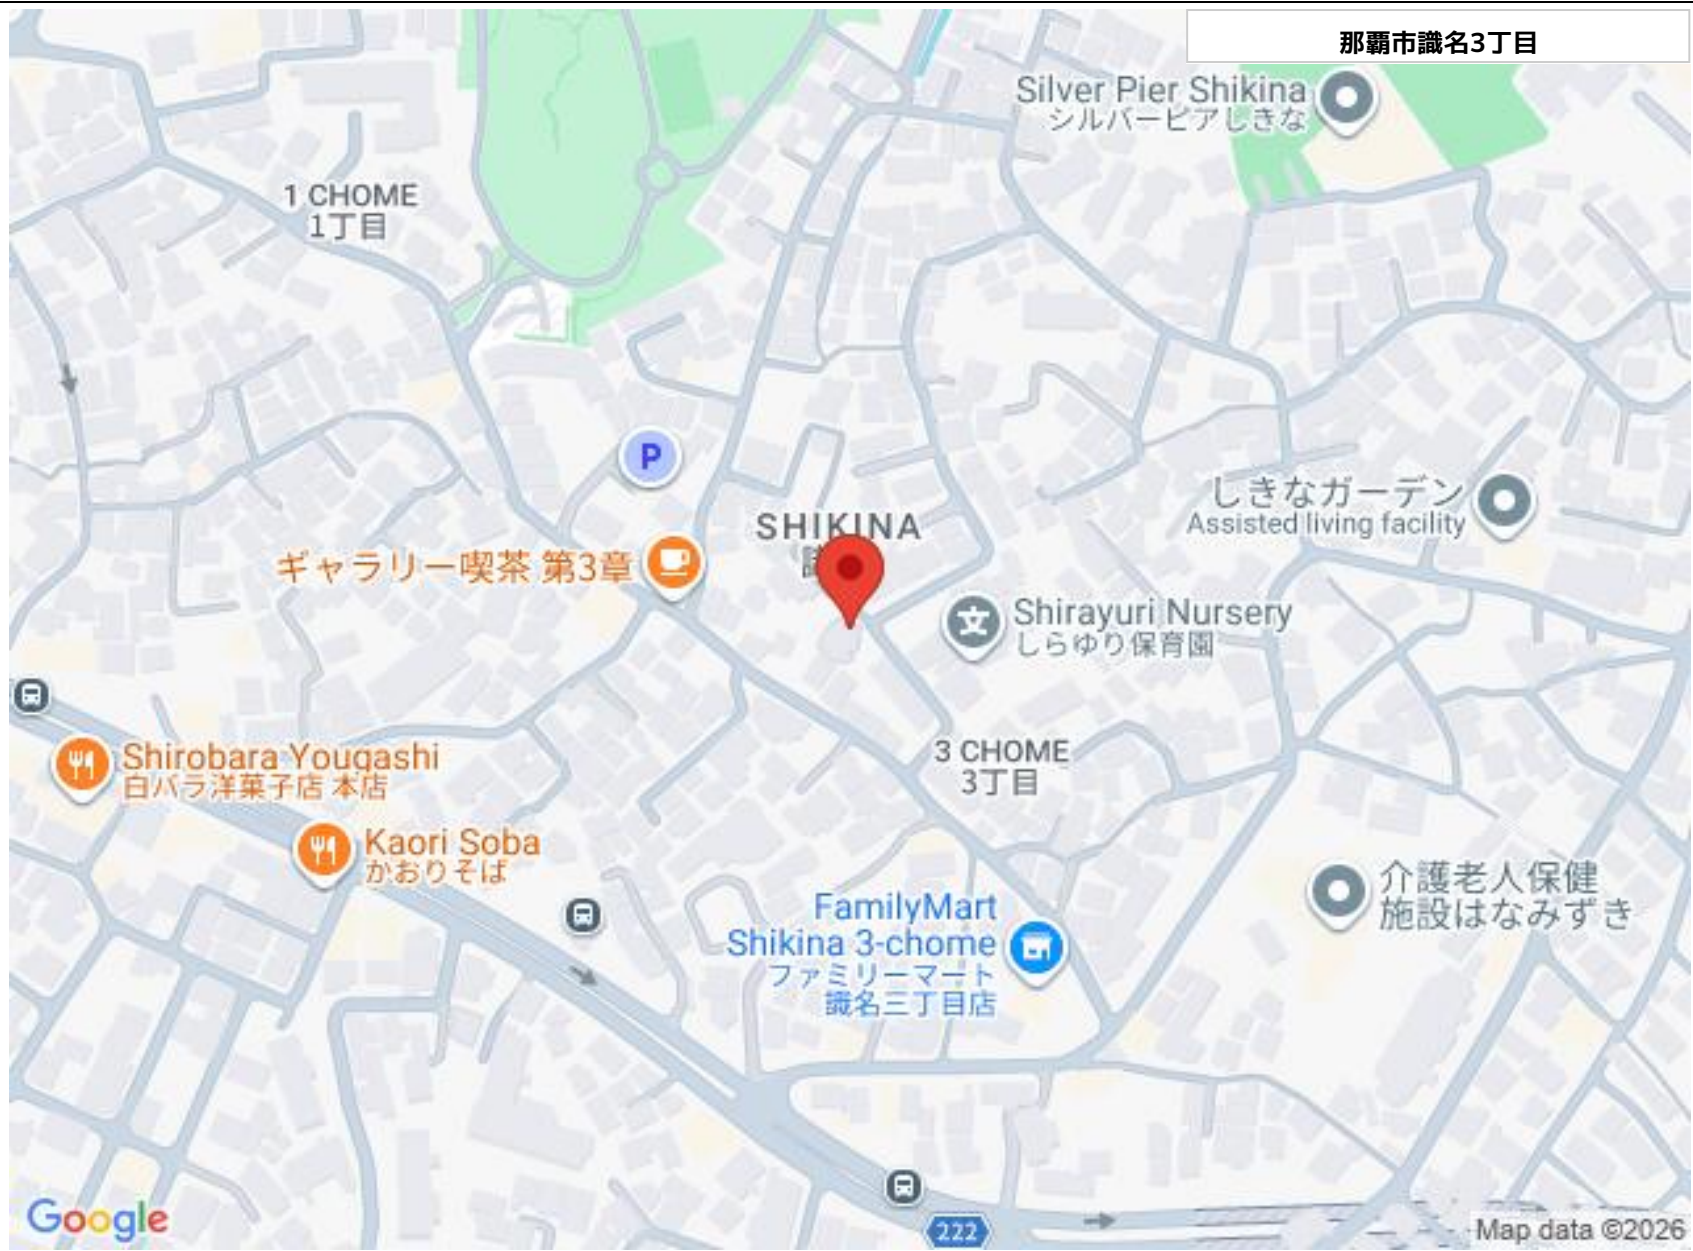 那覇市識名3丁目
Silver Pier Shikina
シルバーピアしきな
1 CHOME
1丁目
P
しきなガーデン
Assisted living facility
SHIKINA
ギャラリー喫茶 第3章
文
Shirayuri Nursery
しらゆり保育園
Shirobara Yougashi
白バラ洋菓子店 本店
3 CHOME
3丁目
Kaori Soba
かおりそば
介護老人保健
施設はなみずき
FamilyMart
Shikina 3-chome
ファミリーマート
識名三丁目店
222
Google
Map data ©2026